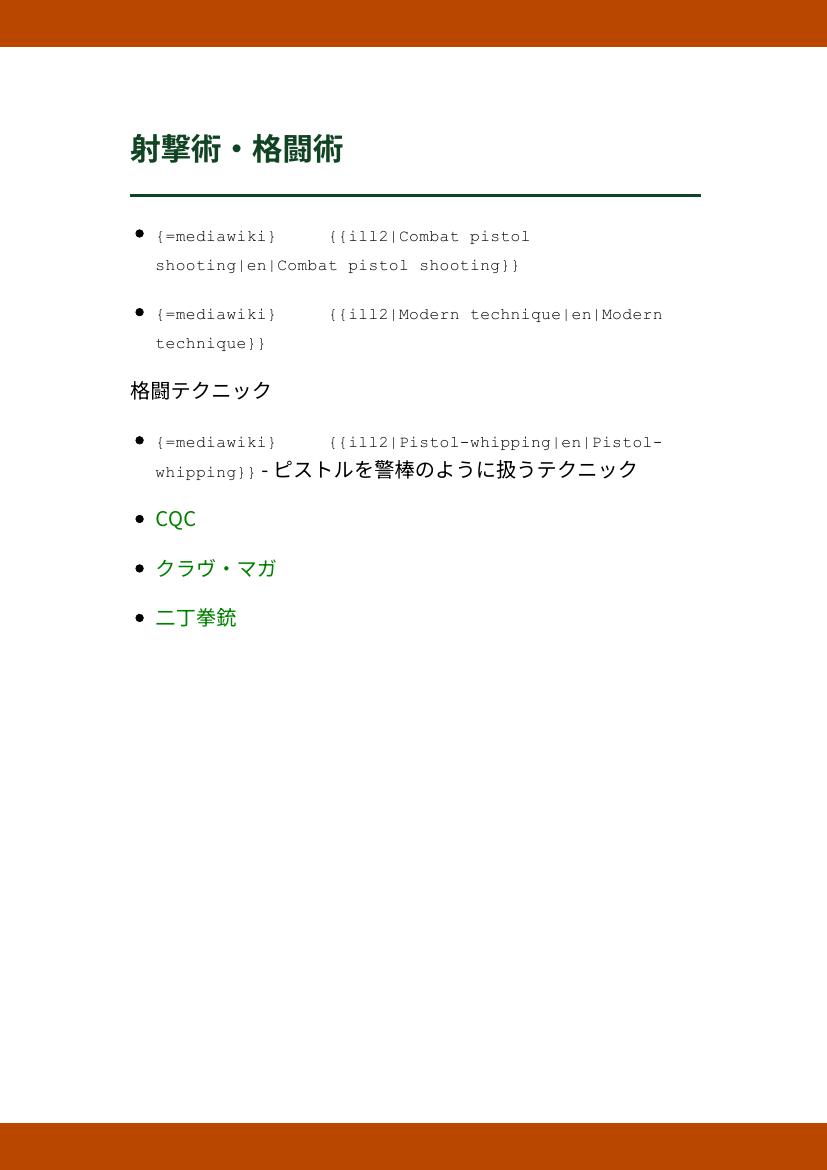 射撃術・格闘術
{=mediawiki} {{ill2|Combat pistol
shooting|en|Combat pistol shooting}}
{=mediawiki} {{ill2|Modern technique|en|Modern
technique}}
格闘テクニック
{=mediawiki} {{ill2|Pistol-whipping|en|Pistol-
whipping}} - ピストルを警棒のように扱うテクニック
CQC
クラヴ・マガ
二丁拳銃